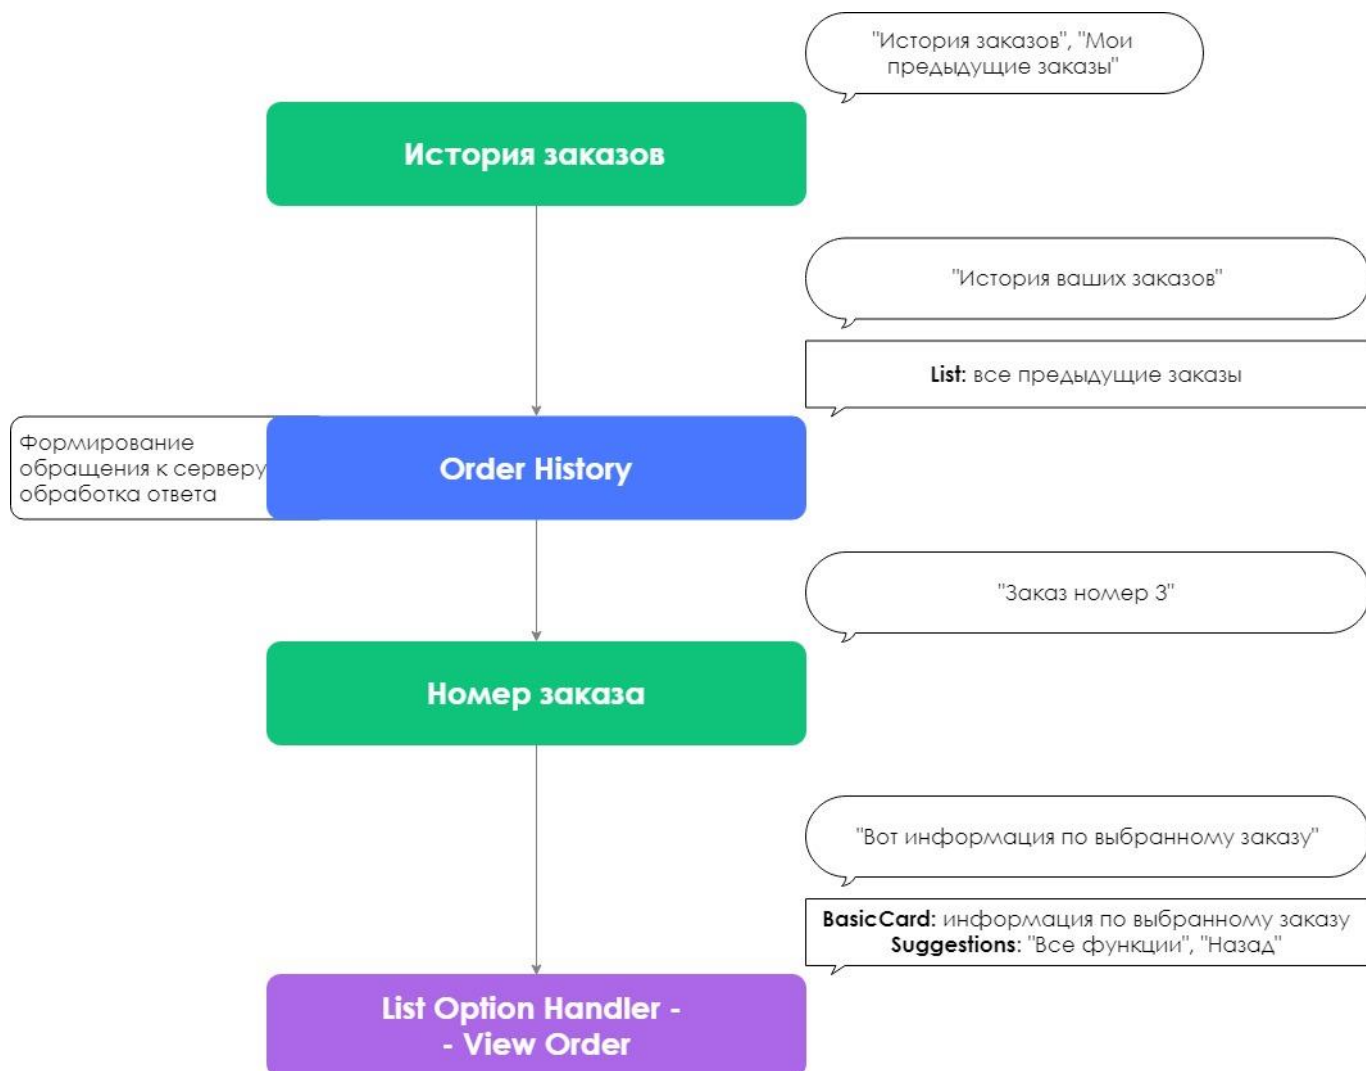 "История заказов", "Мои
предыдущие заказы"
История заказов
"История ваших заказов"
List: все предыдущие заказы
Формирование
обращения к серверу
обработка ответа
Order History
"Заказ номер 3"
Номер заказа
"Вот информация по выбранному заказу"
BasicCard: информация по выбранному заказу
Suggestions: "Все функции", "Назад"
List Option Handler -
- View Order